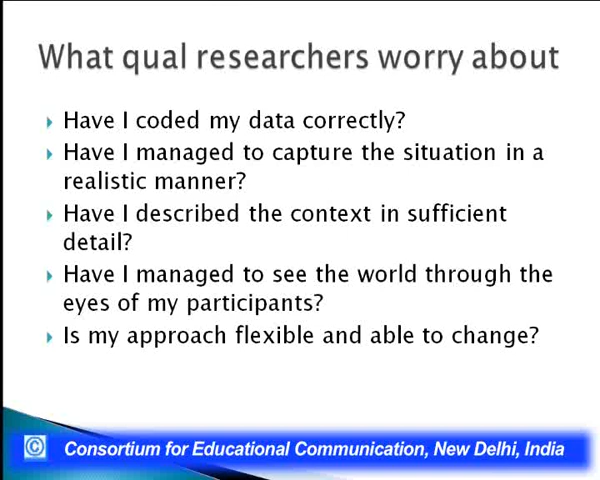 What qual researchers worry about
Have I coded my data correctly?
Have I managed to capture the situation in a
realistic manner?
Have I described the context in sufficient
detail?
Have I managed to see the world through the
eyes of my participants?
Is my approach flexible and able to change?
© Consortium for Educational Communication, New Delhi, India